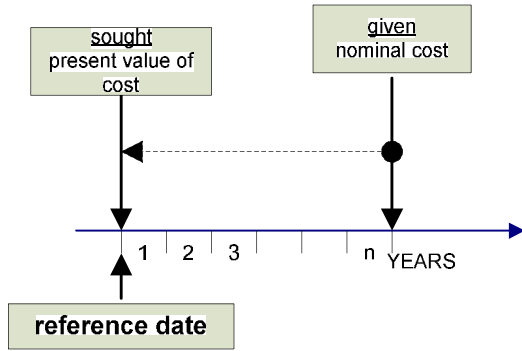 sought
present value of
cost
given
nominal cost
1 2 3 n YEARS
reference date